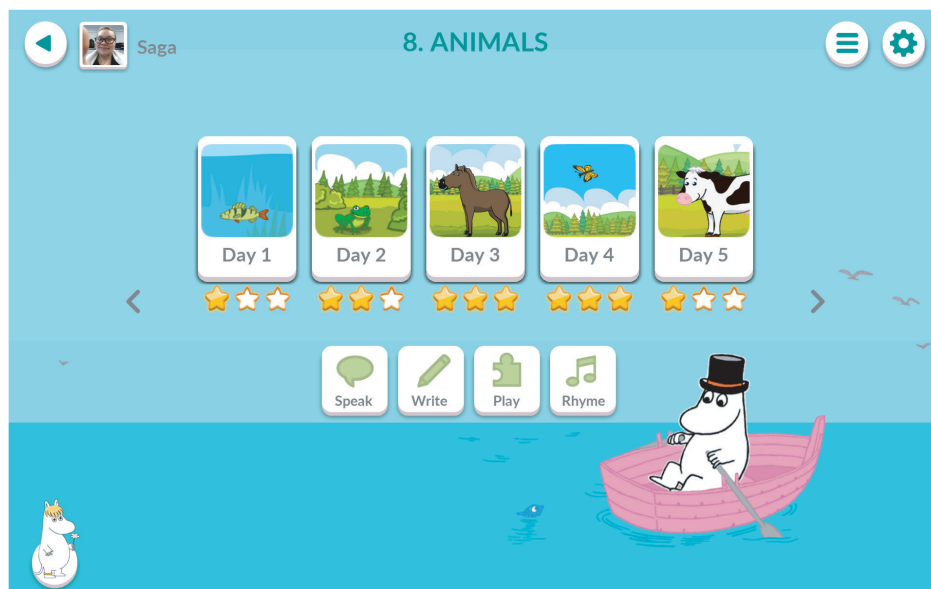 Saga
8. ANIMALS
Day 1
Day 2
Day 3
Day 4
Day 5
Speak
Write
Play
Rhyme